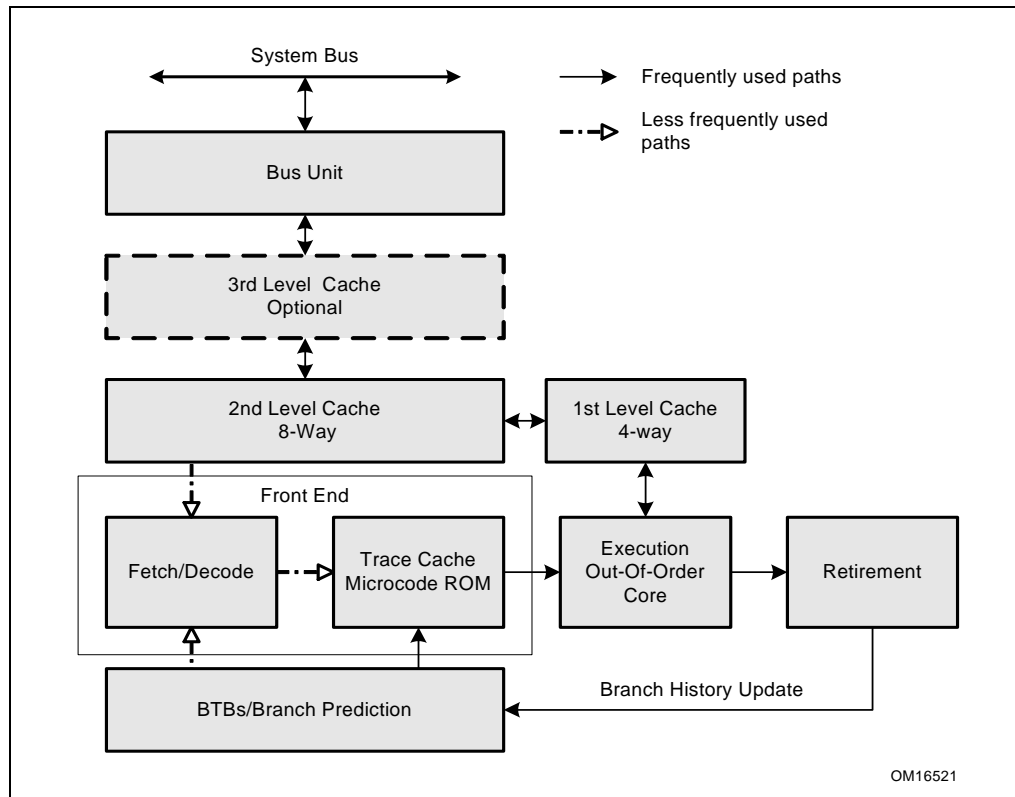 System Bus
Frequently used paths
Less frequently used
paths
Bus Unit
3rd Level Cache
Optional
2nd Level Cache
8-Way
1st Level Cache
4-way
Front End
Fetch/Decode
Trace Cache
Microcode ROM
Execution
Out-Of-Order
Core
Retirement
Branch History Update
BTBs/Branch Prediction
OM16521